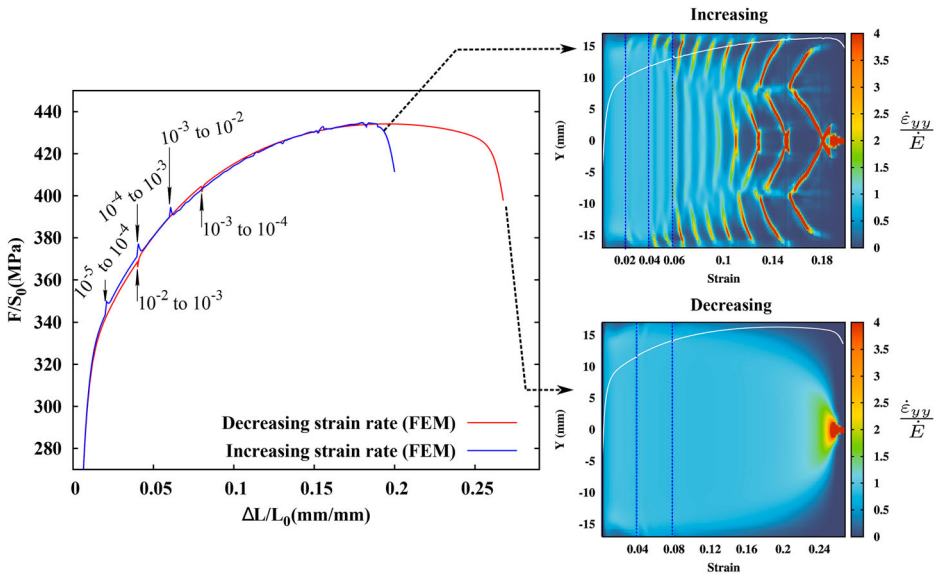 Increasing
15
10
5
0
-5
-10
-15
Y (mm)
0.02 0.04 0.06 0.10 0.14 0.18
Strain
4
3.5
3
2.5
2
1.5
1
0.5
0
ε̇yy
Ė
440
420
400
380
360
340
320
300
280
F/S0(MPa)
10-5 to 10-4
10-4 to 10-3
10-3 to 10-2
10-3 to 10-4
10-2 to 10-3
Decreasing strain rate (FEM)
Increasing strain rate (FEM)
0 0.05 0.1 0.15 0.2 0.25
ΔL/L0(mm/mm)
Decreasing
15
10
5
0
-5
-10
-15
Y (mm)
0.04 0.08 0.12 0.16 0.2 0.24
Strain
4
3.5
3
2.5
2
1.5
1
0.5
0
ε̇yy
Ė